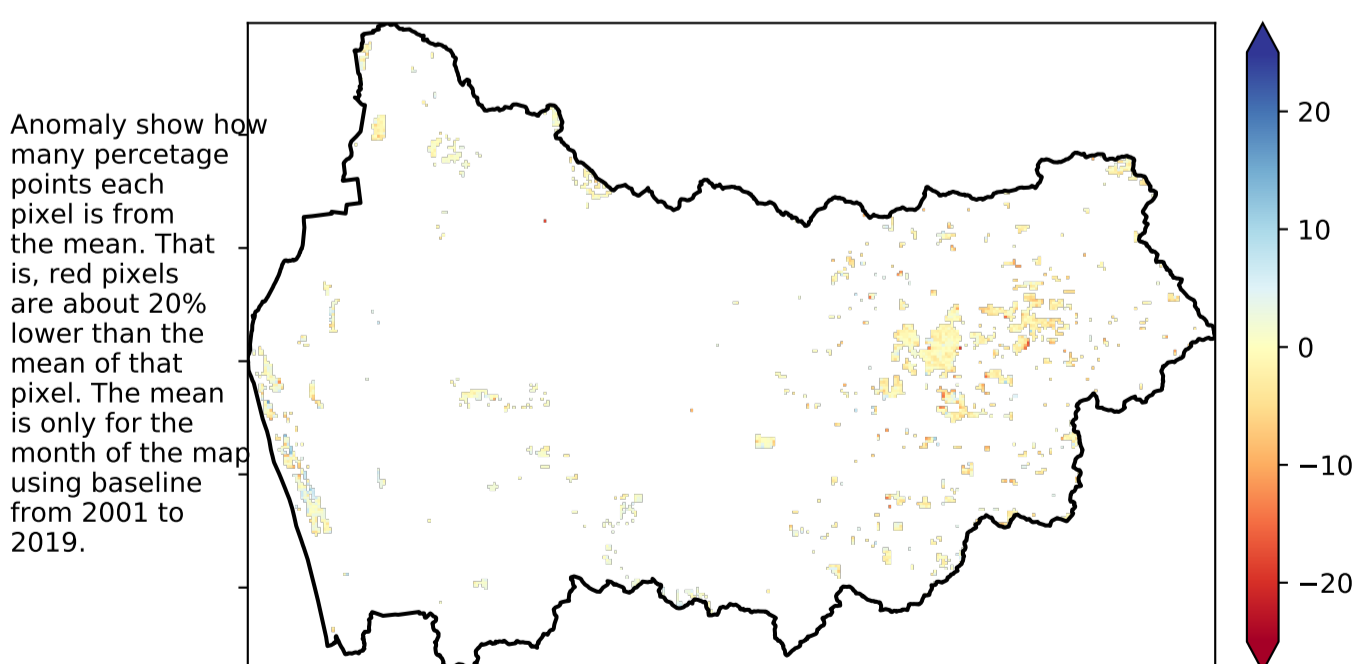 Anomaly show how
many percetage
points each
pixel is from
the mean. That
is, red pixels
are about 20%
lower than the
mean of that
pixel. The mean
is only for the
month of the map
using baseline
from 2001 to
2019.
20
10
0
−10
−20